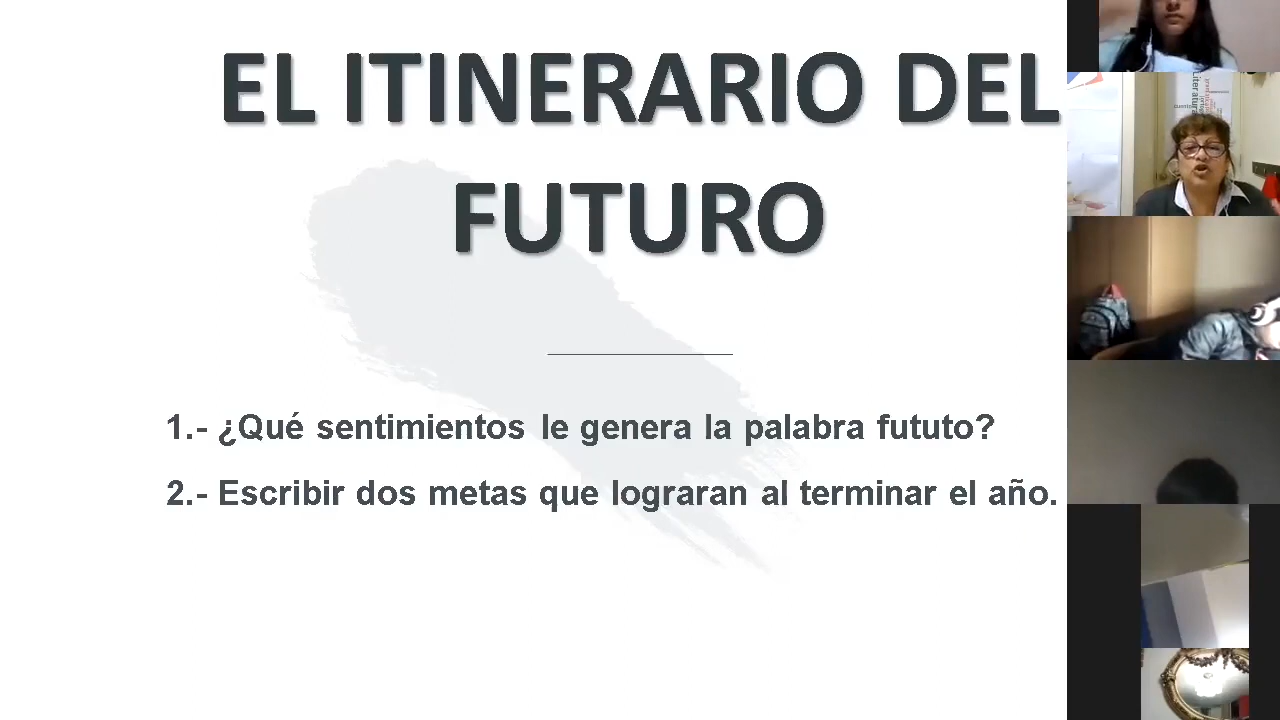 EL ITINERARIO DEL
FUTURO
1.- ¿Qué sentimientos le genera la palabra fututo?
2.- Escribir dos metas que lograran al terminar el año.
Literatura